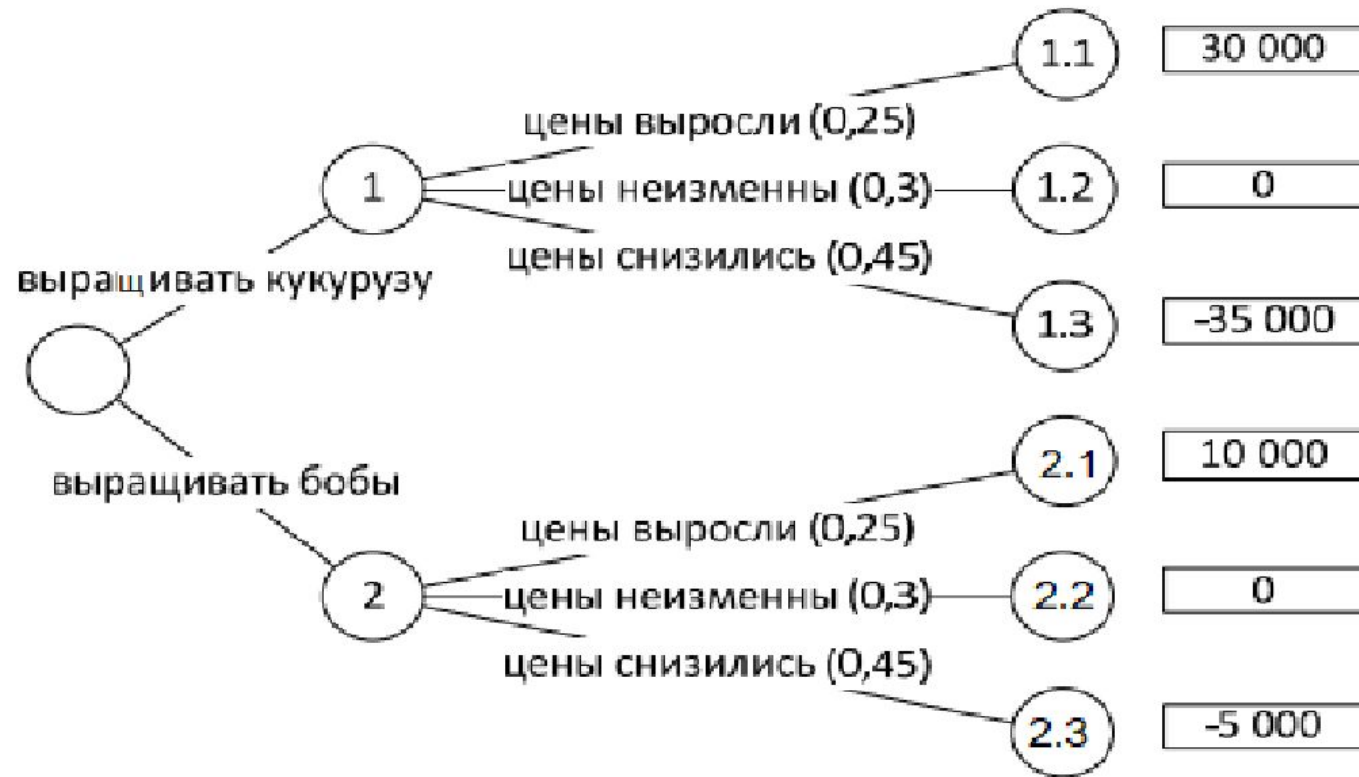 1.1 30 000
цены выросли (0,25)
1 цены неизменны (0,3) 1.2 0
цены снизились (0,45)
выращивать кукурузу
1.3 -35 000
2.1 10 000
выращивать бобы
цены выросли (0,25)
2 цены неизменны (0,3) 2.2 0
цены снизились (0,45)
2.3 -5 000